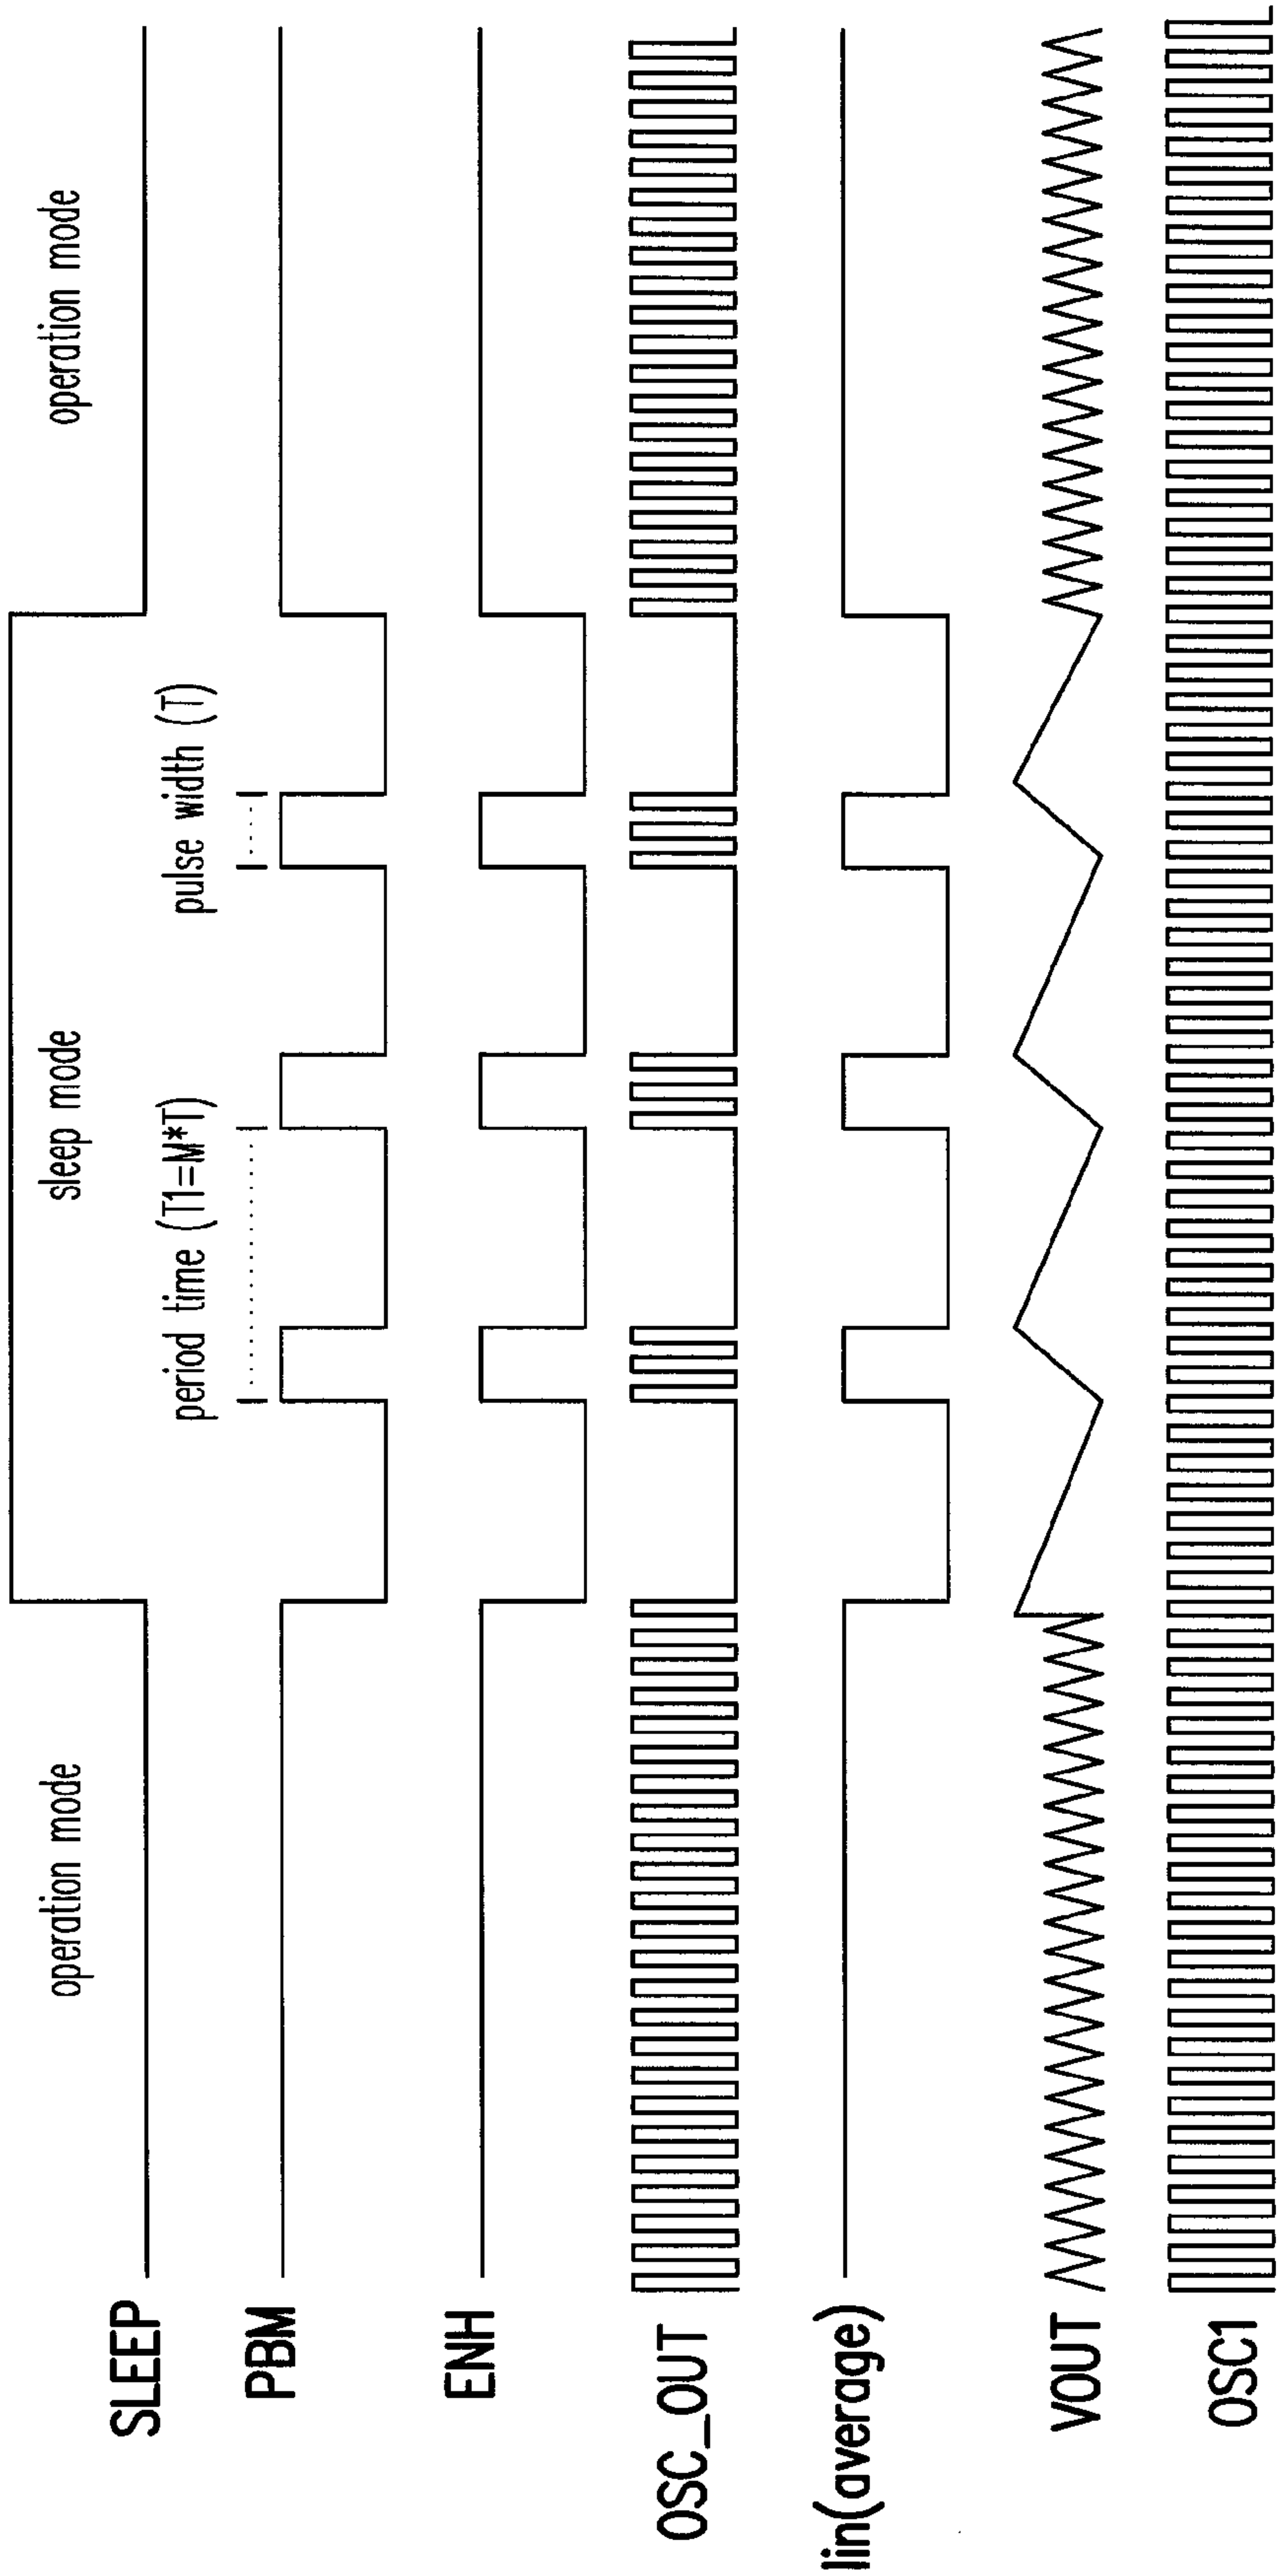 operation mode
sleep mode
operation mode
period time (T1=M*T)
pulse width (T)
SLEEP
PBM
ENH
OSC_OUT
Iin(average)
VOUT
OSC1